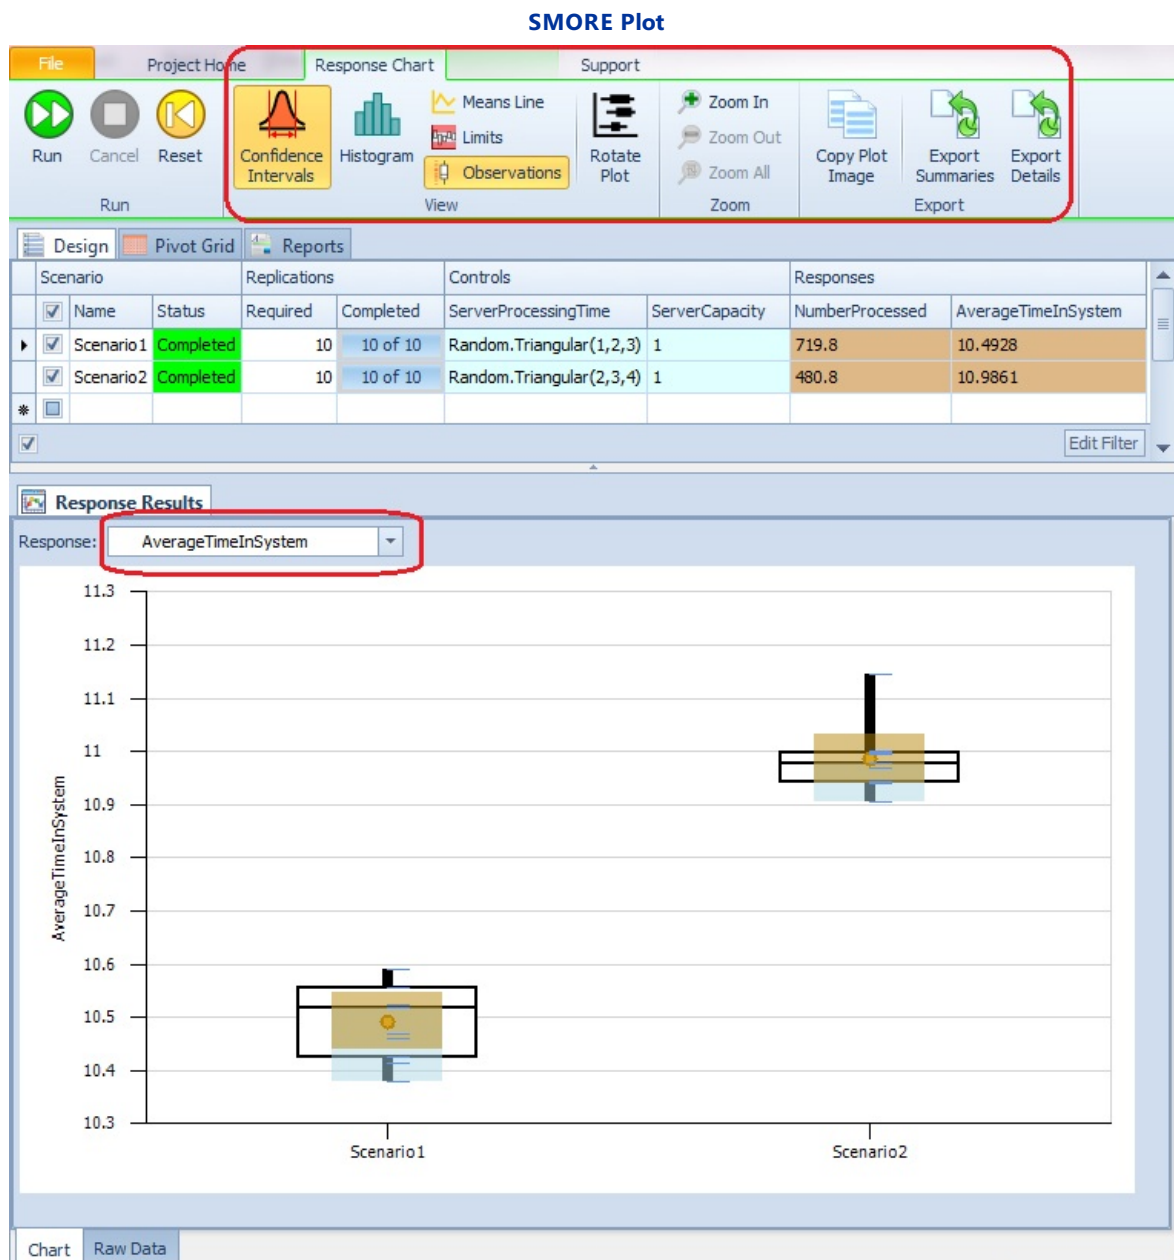 SMORE Plot
File Project Home Response Chart Support
Run Cancel Reset Confidence Intervals Histogram Means Line Limits Observations Rotate Plot Zoom In Zoom Out Zoom All Copy Plot Image Export Summaries Export Details
Run View Zoom Export
Design Pivot Grid Reports
Scenario Replications Controls Responses
Name Status Required Completed ServerProcessingTime ServerCapacity NumberProcessed AverageTimeInSystem
Scenario1 Completed 10 10 of 10 Random.Triangular(1,2,3) 1 719.8 10.4928
Scenario2 Completed 10 10 of 10 Random.Triangular(2,3,4) 1 480.8 10.9861
Edit Filter
Response Results
Response: AverageTimeInSystem
11.3
11.2
11.1
11
10.9
10.8
10.7
10.6
10.5
10.4
10.3
AverageTimeInSystem
Scenario1 Scenario2
Chart Raw Data